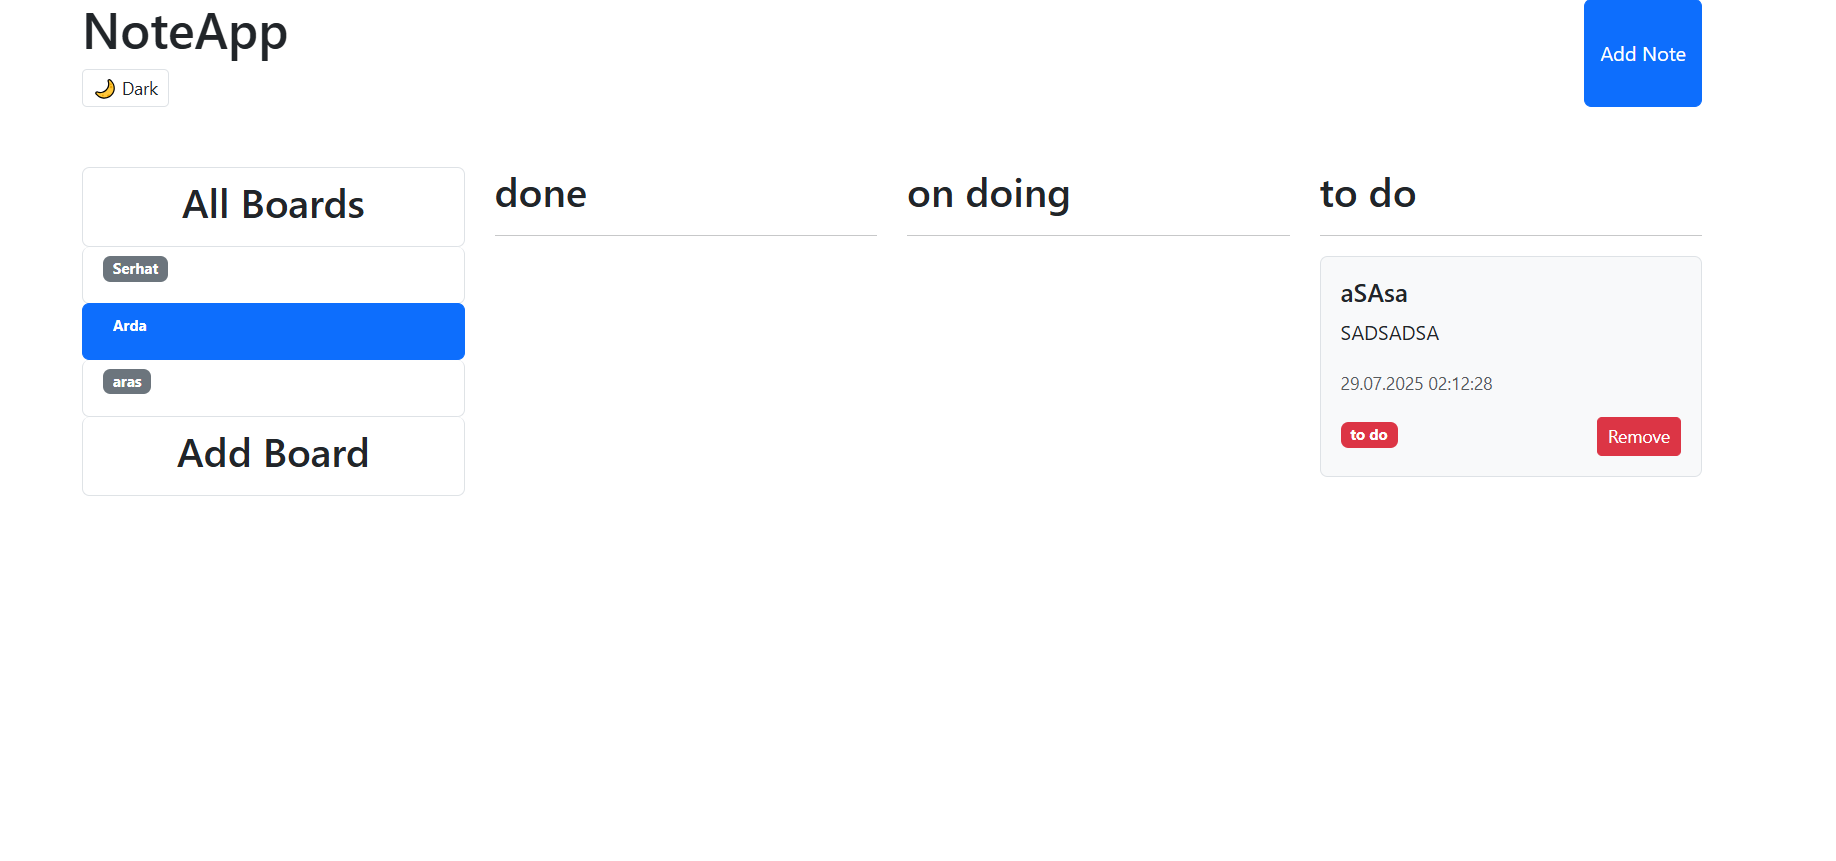 NoteApp
🌙 Dark
Add Note
All Boards
Serhat
Arda
aras
Add Board
done
on doing
to do
aSAsa
SADSADSA
29.07.2025 02:12:28
to do
Remove